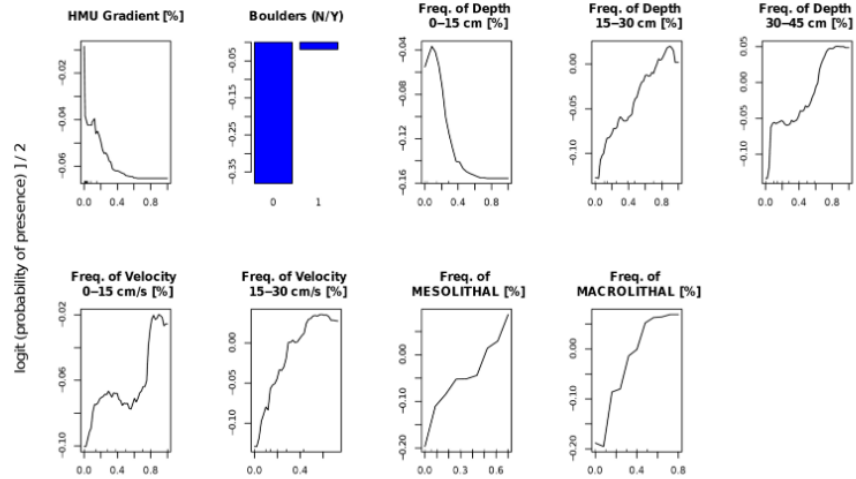 HMU Gradient [%]
Boulders (N/Y)
Freq. of Depth
0–15 cm [%]
Freq. of Depth
15–30 cm [%]
Freq. of Depth
30–45 cm [%]
−0.02
−0.04
−0.06
0.0 0.4 0.8
−0.05
−0.15
−0.25
−0.35
0 1
−0.04
−0.08
−0.12
−0.16
0.0 0.4 0.8
0.00
−0.05
−0.10
0.0 0.4 0.8
0.05
0.00
−0.05
−0.10
0.0 0.4 0.8
logit (probability of presence) ] / 2
Freq. of Velocity
0–15 cm/s [%]
Freq. of Velocity
15–30 cm/s [%]
Freq. of
MESOLITHAL [%]
Freq. of
MACROLITHAL [%]
−0.02
−0.06
−0.10
0.0 0.4 0.8
0.00
−0.05
−0.10
0.0 0.4
0.00
−0.10
−0.20
0.0 0.3 0.6
0.00
−0.10
−0.20
0.0 0.4 0.8